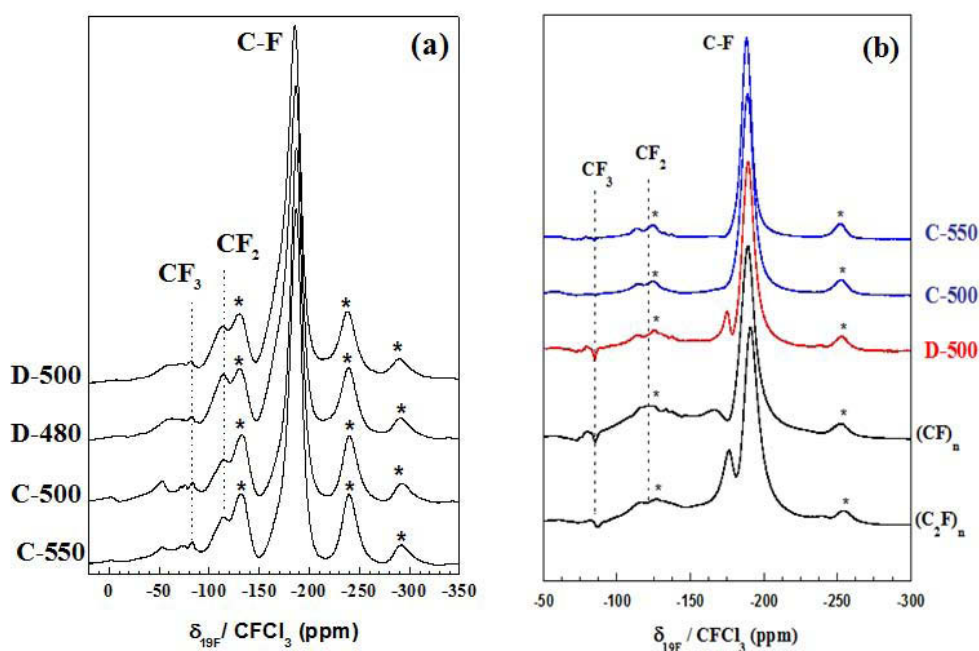 (a)
C-F
CF2
CF3
* * *
D-500
* * *
D-480
* * *
C-500
* * *
C-550
0 -50 -100 -150 -200 -250 -300 -350
δ19F/ CFCl3 (ppm)
(b)
C-F
CF2
CF3
* *
C-550
* *
C-500
* *
D-500
* *
(CF)n
* *
(C2F)n
-50 -100 -150 -200 -250 -300
δ19F / CFCl3 (ppm)